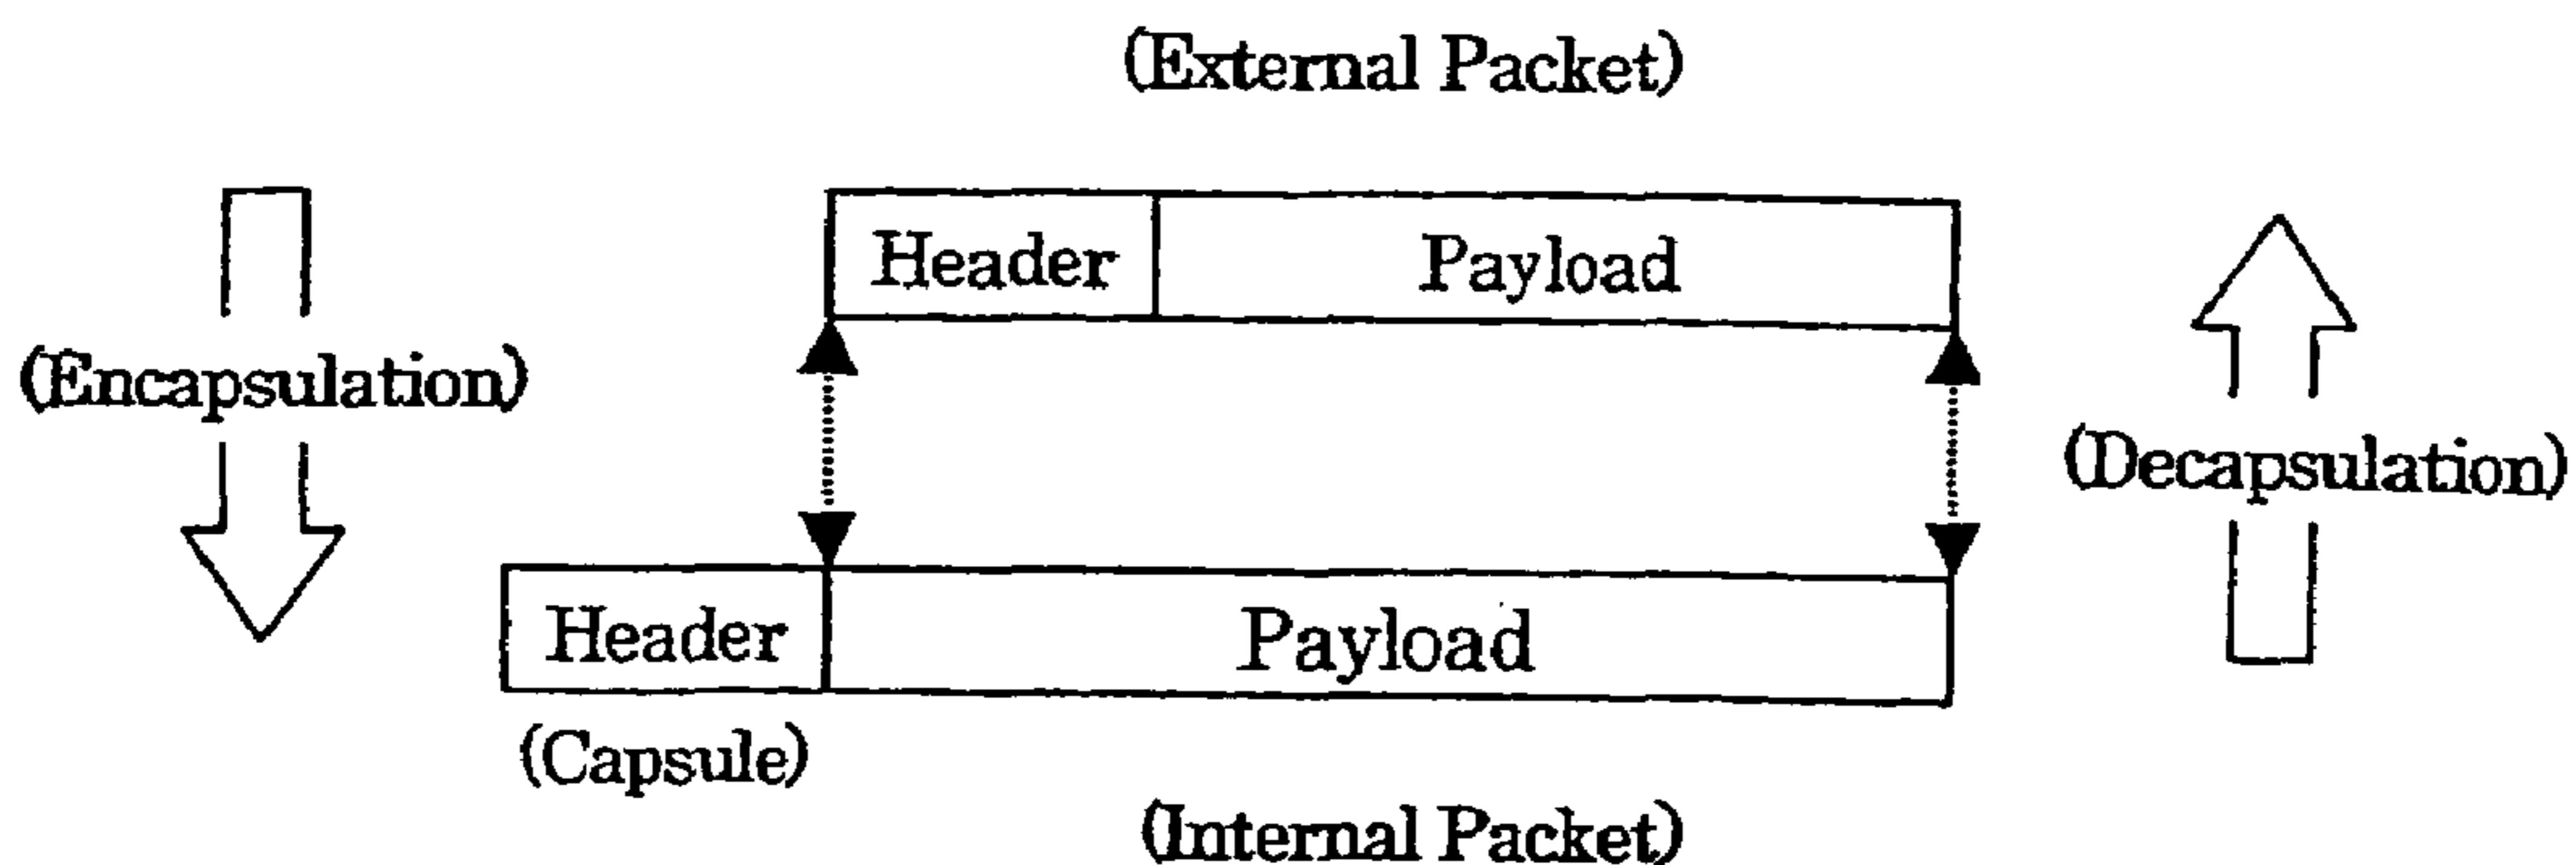 (External Packet)
Header
Payload
(Encapsulation)
(Decapsulation)
Header
Payload
(Capsule)
(Internal Packet)